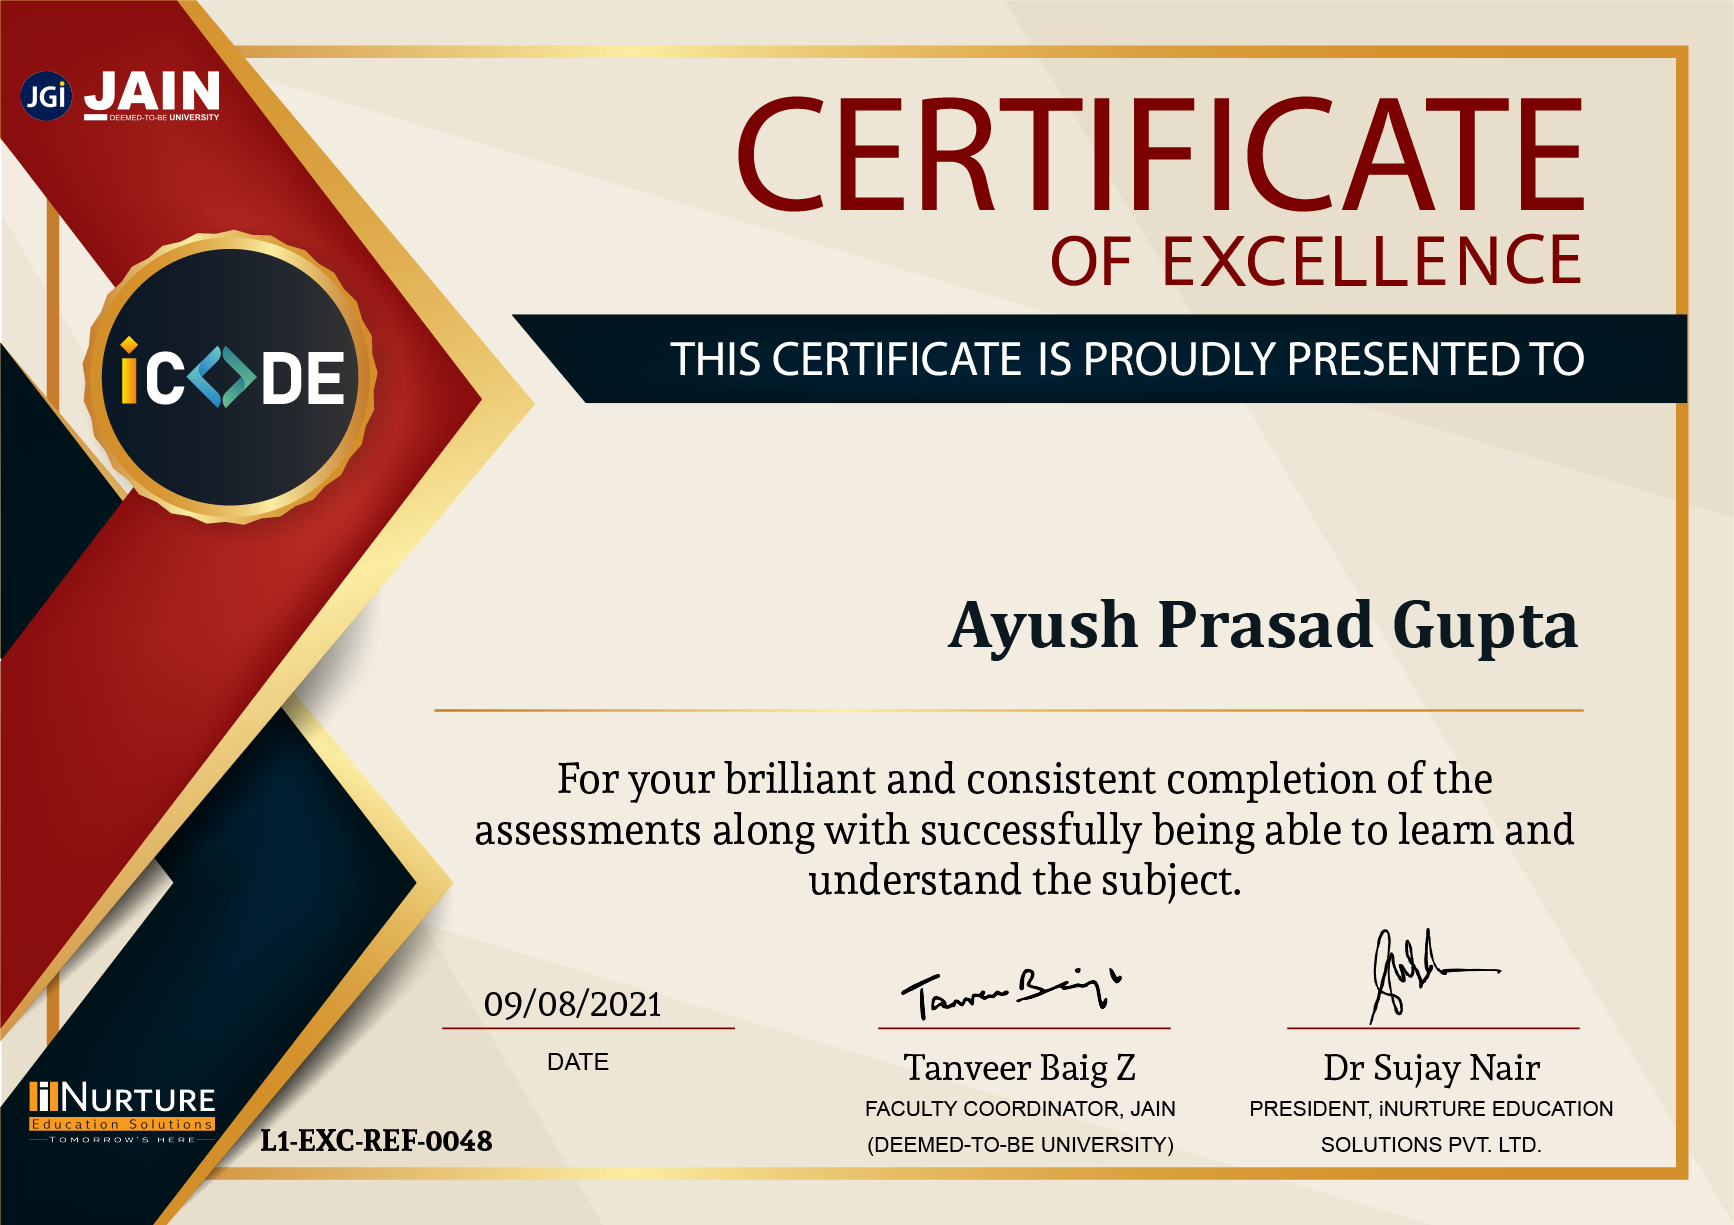 JGi JAIN
DEEMED-TO-BE UNIVERSITY
CERTIFICATE
OF EXCELLENCE
iCODE
THIS CERTIFICATE IS PROUDLY PRESENTED TO
Ayush Prasad Gupta
For your brilliant and consistent completion of the
assessments along with successfully being able to learn and
understand the subject.
09/08/2021
DATE
Tanveer Baig
Tanveer Baig Z
FACULTY COORDINATOR, JAIN
(DEEMED-TO-BE UNIVERSITY)
Dr Sujay Nair
PRESIDENT, iNURTURE EDUCATION
SOLUTIONS PVT. LTD.
iNURTURE
Education Solutions
TOMORROW'S HERE
L1-EXC-REF-0048